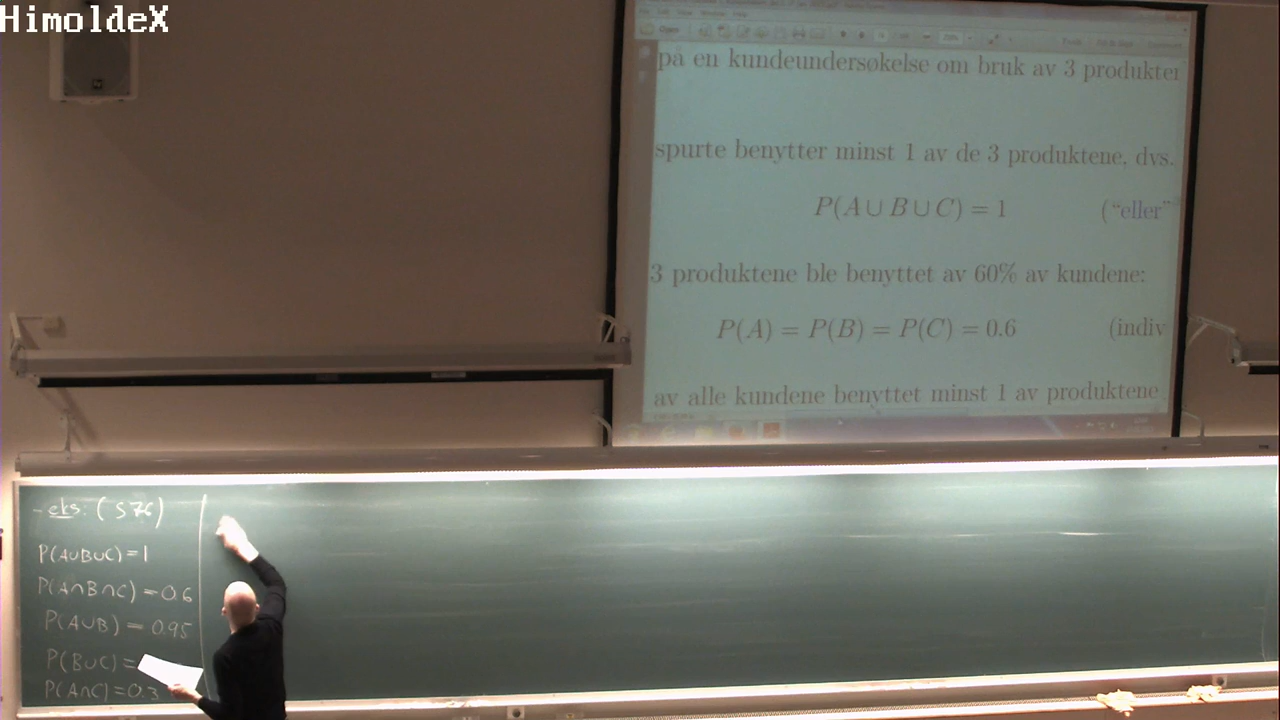 HimoldeX
på en kundeundersøkelse om bruk av 3 produkter
spurte benytter minst 1 av de 3 produktene, dvs.
P(A ∪ B ∪ C) = 1 ("eller"
3 produktene ble benyttet av 60% av kundene:
P(A) = P(B) = P(C) = 0.6 (indiv
av alle kundene benyttet minst 1 av produktene
- eks: (S 76)
P(A∪B∪C) = 1
P(A∩B∩C) = 0.6
P(A∪B) = 0.95
P(B∪C) =
P(A∩C) = 0.3